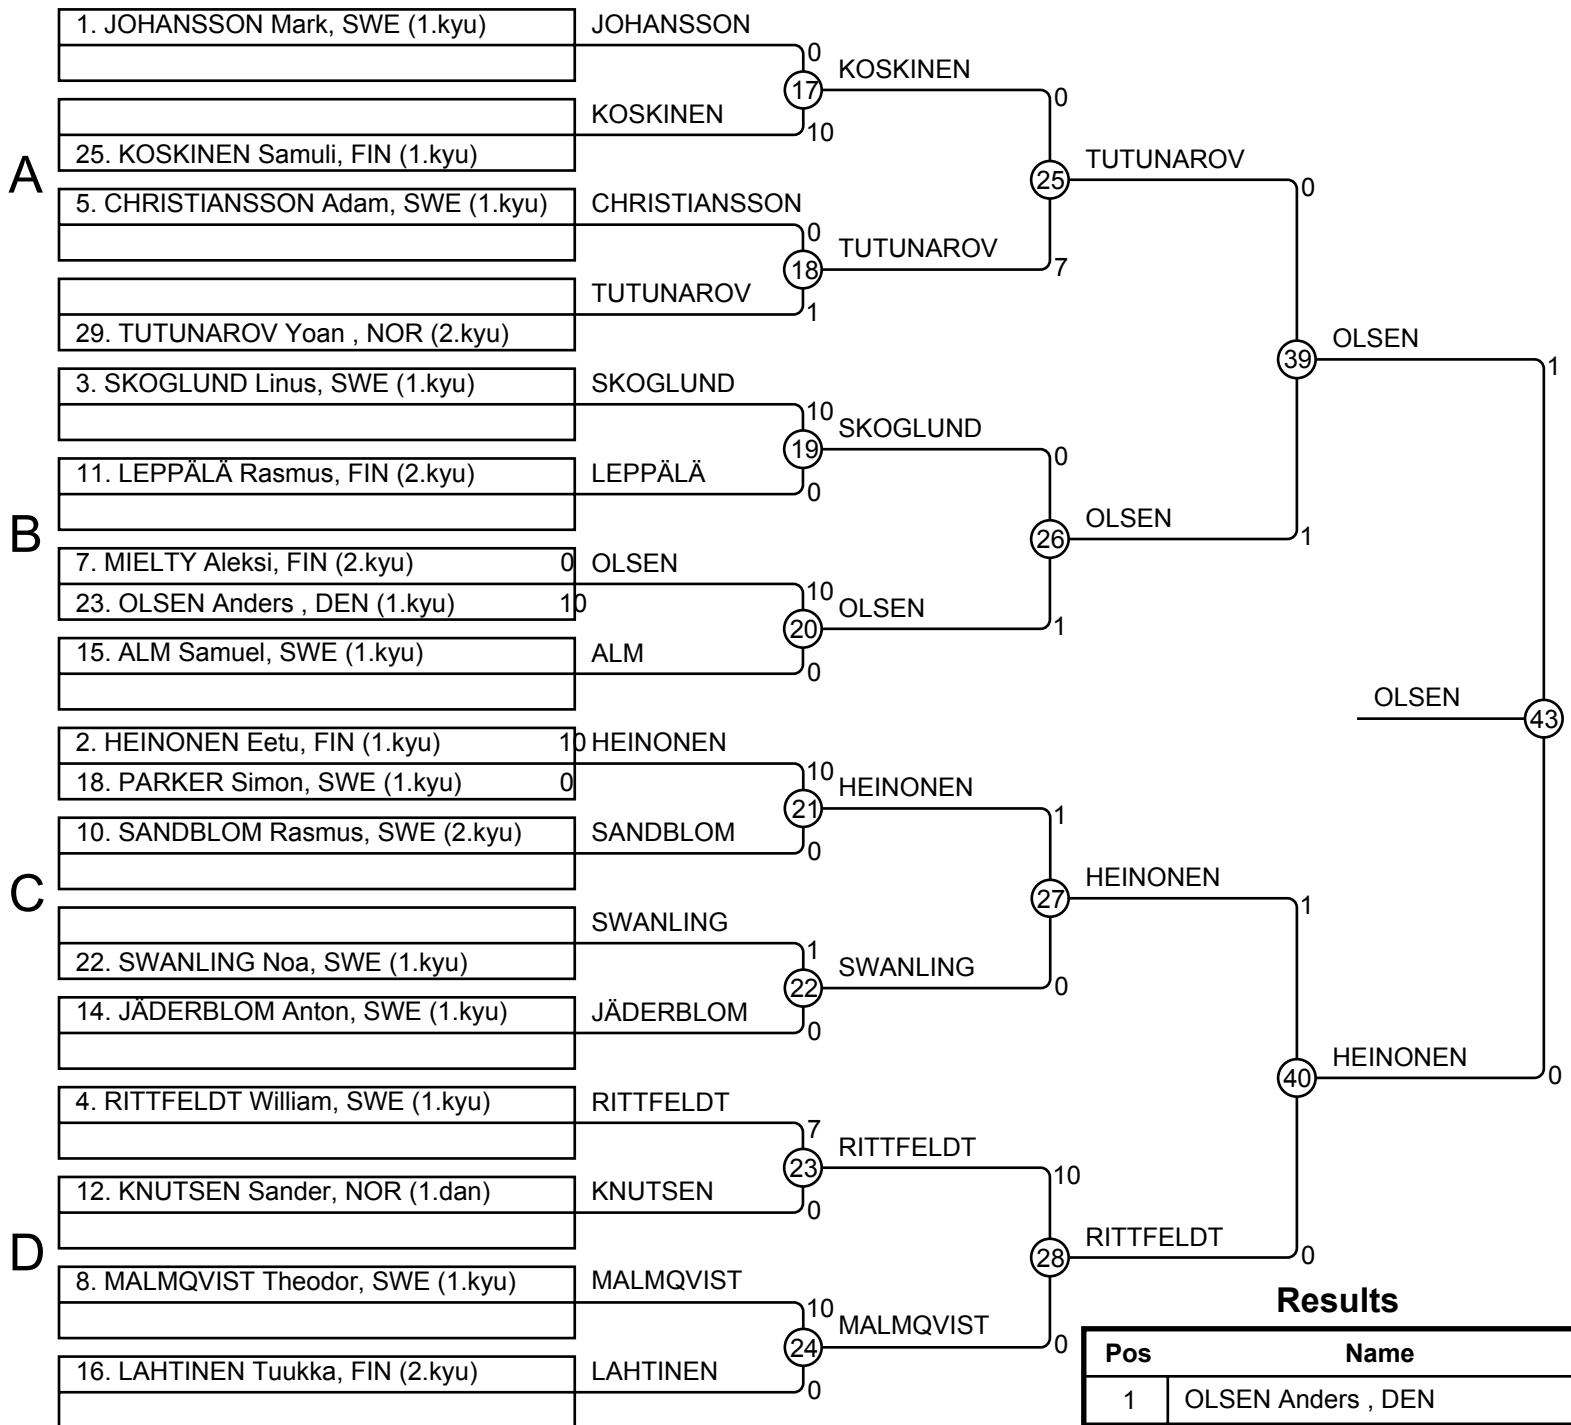 1. JOHANSSON Mark, SWE (1.kyu)
JOHANSSON
0
17
KOSKINEN
0
KOSKINEN
10
25. KOSKINEN Samuli, FIN (1.kyu)
A
25
TUTUNAROV
0
5. CHRISTIANSSON Adam, SWE (1.kyu)
CHRISTIANSSON
0
18
TUTUNAROV
7
TUTUNAROV
1
29. TUTUNAROV Yoan , NOR (2.kyu)
39
OLSEN
1
3. SKOGLUND Linus, SWE (1.kyu)
SKOGLUND
10
19
SKOGLUND
0
11. LEPPÄLÄ Rasmus, FIN (2.kyu)
LEPPÄLÄ
0
B
26
OLSEN
1
7. MIELTY Aleksi, FIN (2.kyu) 0
OLSEN
10
23. OLSEN Anders , DEN (1.kyu) 10
20
OLSEN
1
15. ALM Samuel, SWE (1.kyu)
ALM
0
OLSEN
43
2. HEINONEN Eetu, FIN (1.kyu) 10
HEINONEN
10
18. PARKER Simon, SWE (1.kyu) 0
21
HEINONEN
1
10. SANDBLOM Rasmus, SWE (2.kyu)
SANDBLOM
0
C
27
HEINONEN
1
SWANLING
1
22. SWANLING Noa, SWE (1.kyu)
22
SWANLING
0
14. JÄDERBLOM Anton, SWE (1.kyu)
JÄDERBLOM
0
40
HEINONEN
0
4. RITTFELDT William, SWE (1.kyu)
RITTFELDT
7
23
RITTFELDT
10
12. KNUTSEN Sander, NOR (1.dan)
KNUTSEN
0
D
28
RITTFELDT
0
8. MALMQVIST Theodor, SWE (1.kyu)
MALMQVIST
10
24
MALMQVIST
0
16. LAHTINEN Tuukka, FIN (2.kyu)
LAHTINEN
0
Results
Pos Name
1 OLSEN Anders , DEN